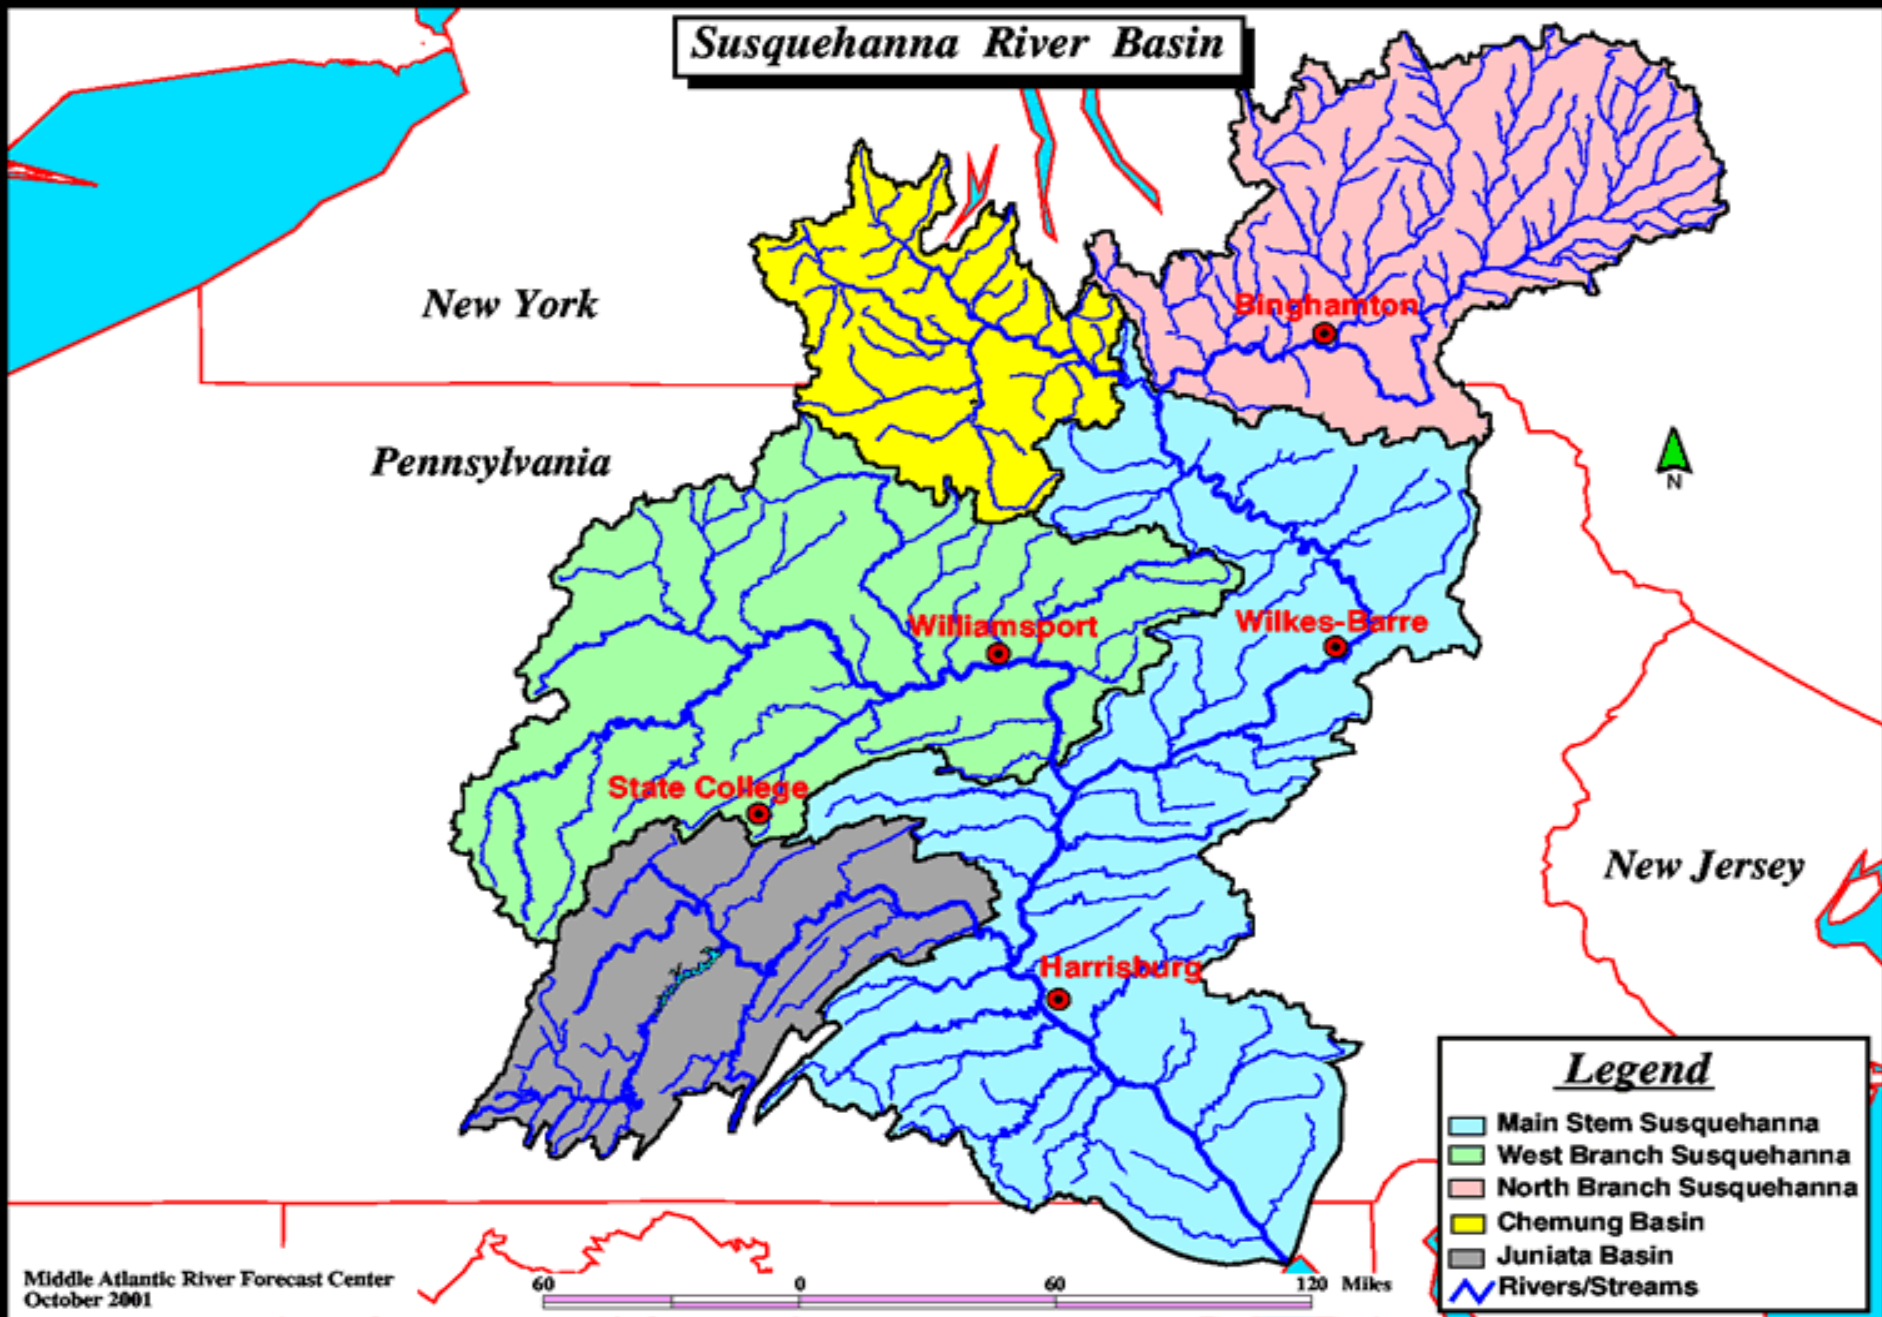 Susquehanna River Basin
New York
Binghamton
Pennsylvania
N
Williamsport
Wilkes-Barre
State College
New Jersey
Harrisburg
Legend
Main Stem Susquehanna
West Branch Susquehanna
North Branch Susquehanna
Chemung Basin
Juniata Basin
Rivers/Streams
Middle Atlantic River Forecast Center
October 2001
60 0 60 120 Miles